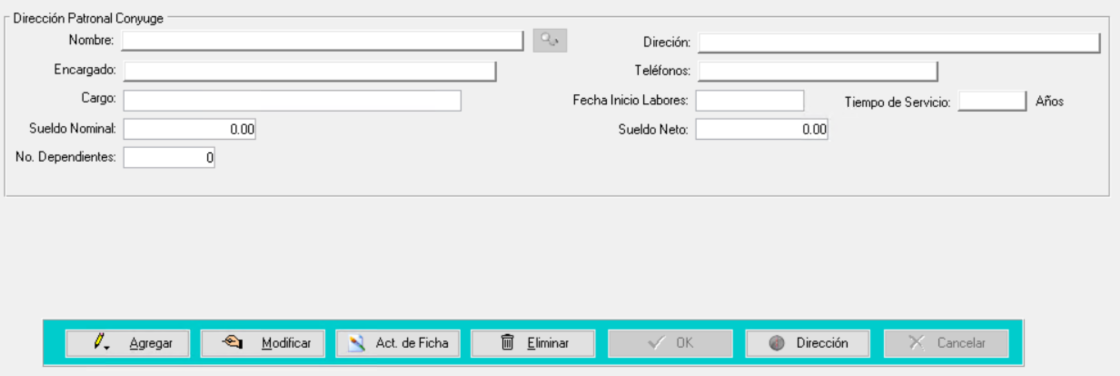 Dirección Patronal Conyuge
Nombre: Direción:
Encargado: Teléfonos:
Cargo: Fecha Inicio Labores: Tiempo de Servicio: Años
Sueldo Nominal: 0.00 Sueldo Neto: 0.00
No. Dependientes: 0
Agregar Modificar Act. de Ficha Eliminar OK Dirección Cancelar